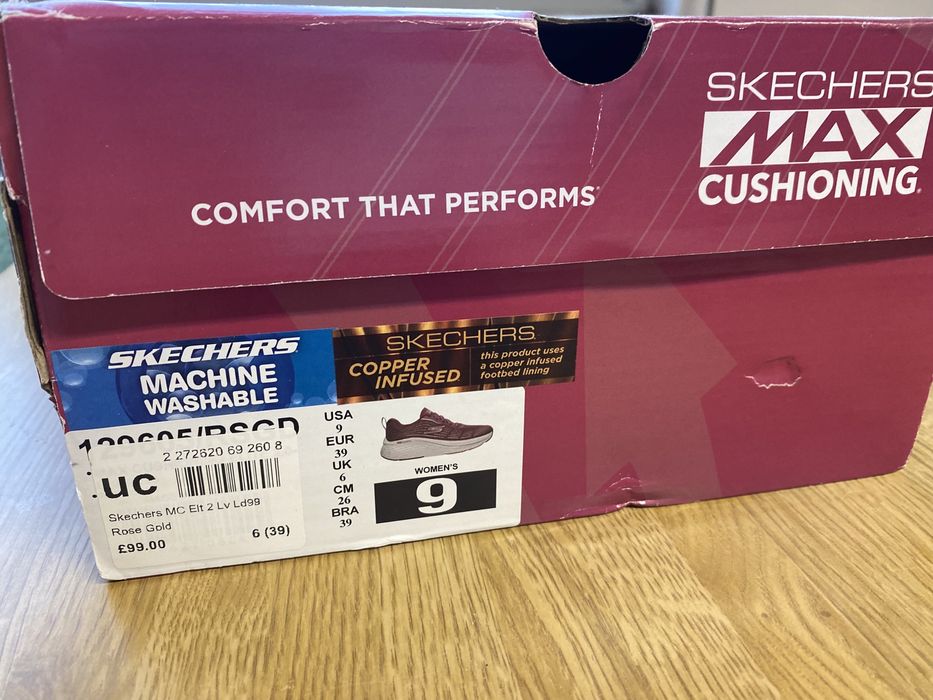 SKECHERS
MAX
CUSHIONING
COMFORT THAT PERFORMS
SKECHERS
MACHINE
WASHABLE
SKECHERS
COPPER
INFUSED
this product uses
a copper infused
footbed lining
129605/RSGD
2 272620 69 260 8
uc
Skechers MC Elt 2 Lv Ld99
Rose Gold
£99.00
6 (39)
USA
9
EUR
39
UK
6
CM
26
BRA
39
WOMEN'S
9